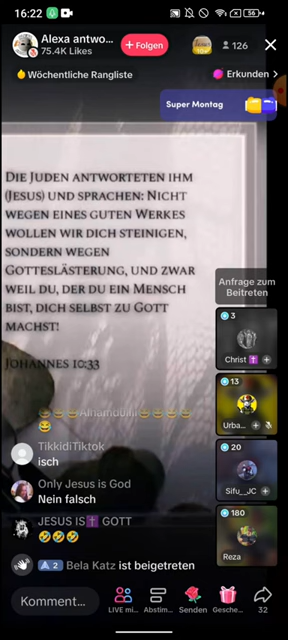 16:22
56
Alexa antwo...
75.4K Likes
+ Folgen
126
Wöchentliche Rangliste
Erkunden >
Super Montag
DIE JUDEN ANTWORTETEN IHM
(JESUS) UND SPRACHEN: NICHT
WEGEN EINES GUTEN WERKES
WOLLEN WIR DICH STEINIGEN,
SONDERN WEGEN
GOTTESLÄSTERUNG, UND ZWAR
WEIL DU, DER DU EIN MENSCH
BIST, DICH SELBST ZU GOTT
MACHST!
JOHANNES 10:33
Anfrage zum
Beitreten
3
Christ ✝️ +
13
Urba... +
20
Sifu_JC +
180
Reza
😂😂Alhamdulili😂😂😂😂
😂
TikkidiTiktok
isch
Only Jesus is God
Nein falsch
JESUS IS✝️ GOTT
🤣🤣🤣
2 Bela Katz ist beigetreten
Komment...
LIVE mi...
Abstim...
Senden
Gesche...
32